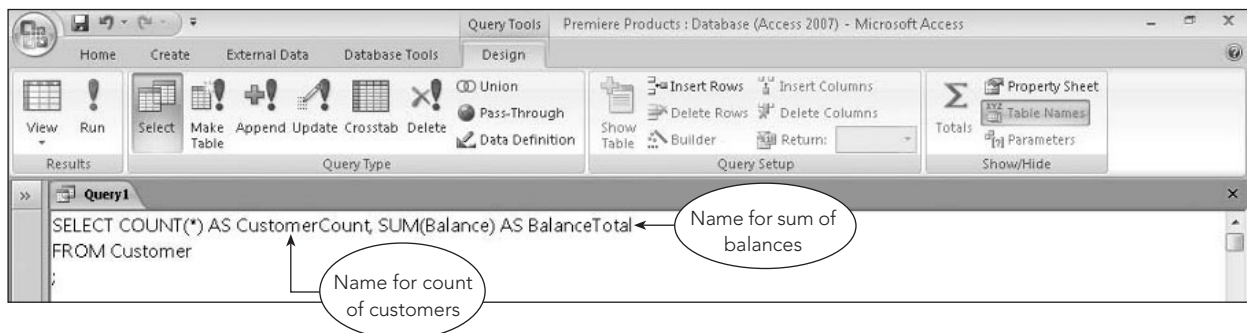 Query Tools
Premiere Products : Database (Access 2007) - Microsoft Access
Home Create External Data Database Tools Design
View
Run
Select
Make Table
Append
Update
Crosstab
Delete
Union
Pass-Through
Data Definition
Show Table
Insert Rows
Delete Rows
Builder
Insert Columns
Delete Columns
Return:
Totals
Property Sheet
XYZ
Table Names
Parameters
Results
Query Type
Query Setup
Show/Hide
Query1
SELECT COUNT(*) AS CustomerCount, SUM(Balance) AS BalanceTotal
FROM Customer
;
Name for sum of
balances
Name for count
of customers